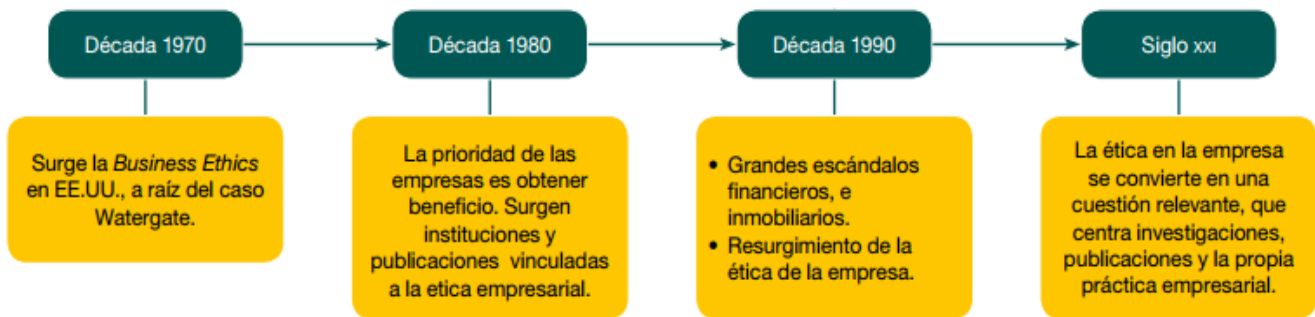 Década 1970
Década 1980
Década 1990
Siglo XXI
Surge la Business Ethics
en EE.UU., a raíz del caso
Watergate.
La prioridad de las
empresas es obtener
beneficio. Surgen
instituciones y
publicaciones vinculadas
a la etica empresarial.
• Grandes escándalos
financieros, e
inmobiliarios.
• Resurgimiento de la
ética de la empresa.
La ética en la empresa
se convierte en una
cuestión relevante, que
centra investigaciones,
publicaciones y la propia
práctica empresarial.